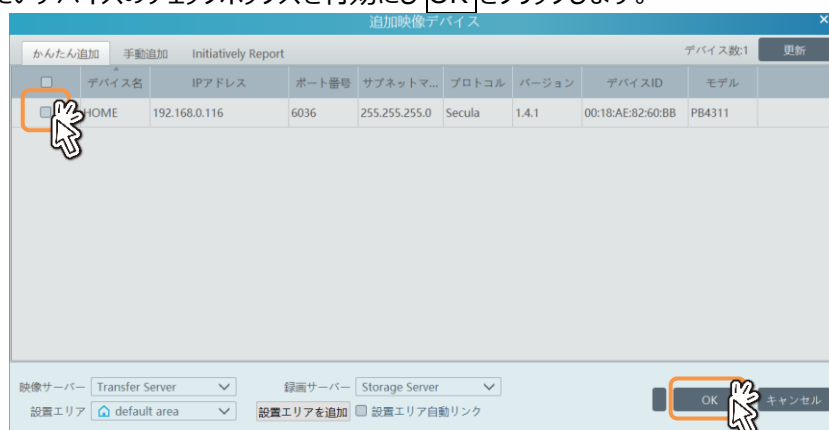 たいデバイスのチェックボックスを有効にし OK をクリックします。
追加映像デバイス
かんたん追加 手動追加 Initiatively Report デバイス数:1 更新
デバイス名 IPアドレス ポート番号 サブネットマ... プロトコル バージョン デバイスID モデル
HOME 192.168.0.116 6036 255.255.255.0 Secula 1.4.1 00:18:AE:82:60:BB PB4311
映像サーバー Transfer Server 録画サーバー Storage Server
設置エリア default area 設置エリアを追加 設置エリア自動リンク OK キャンセル